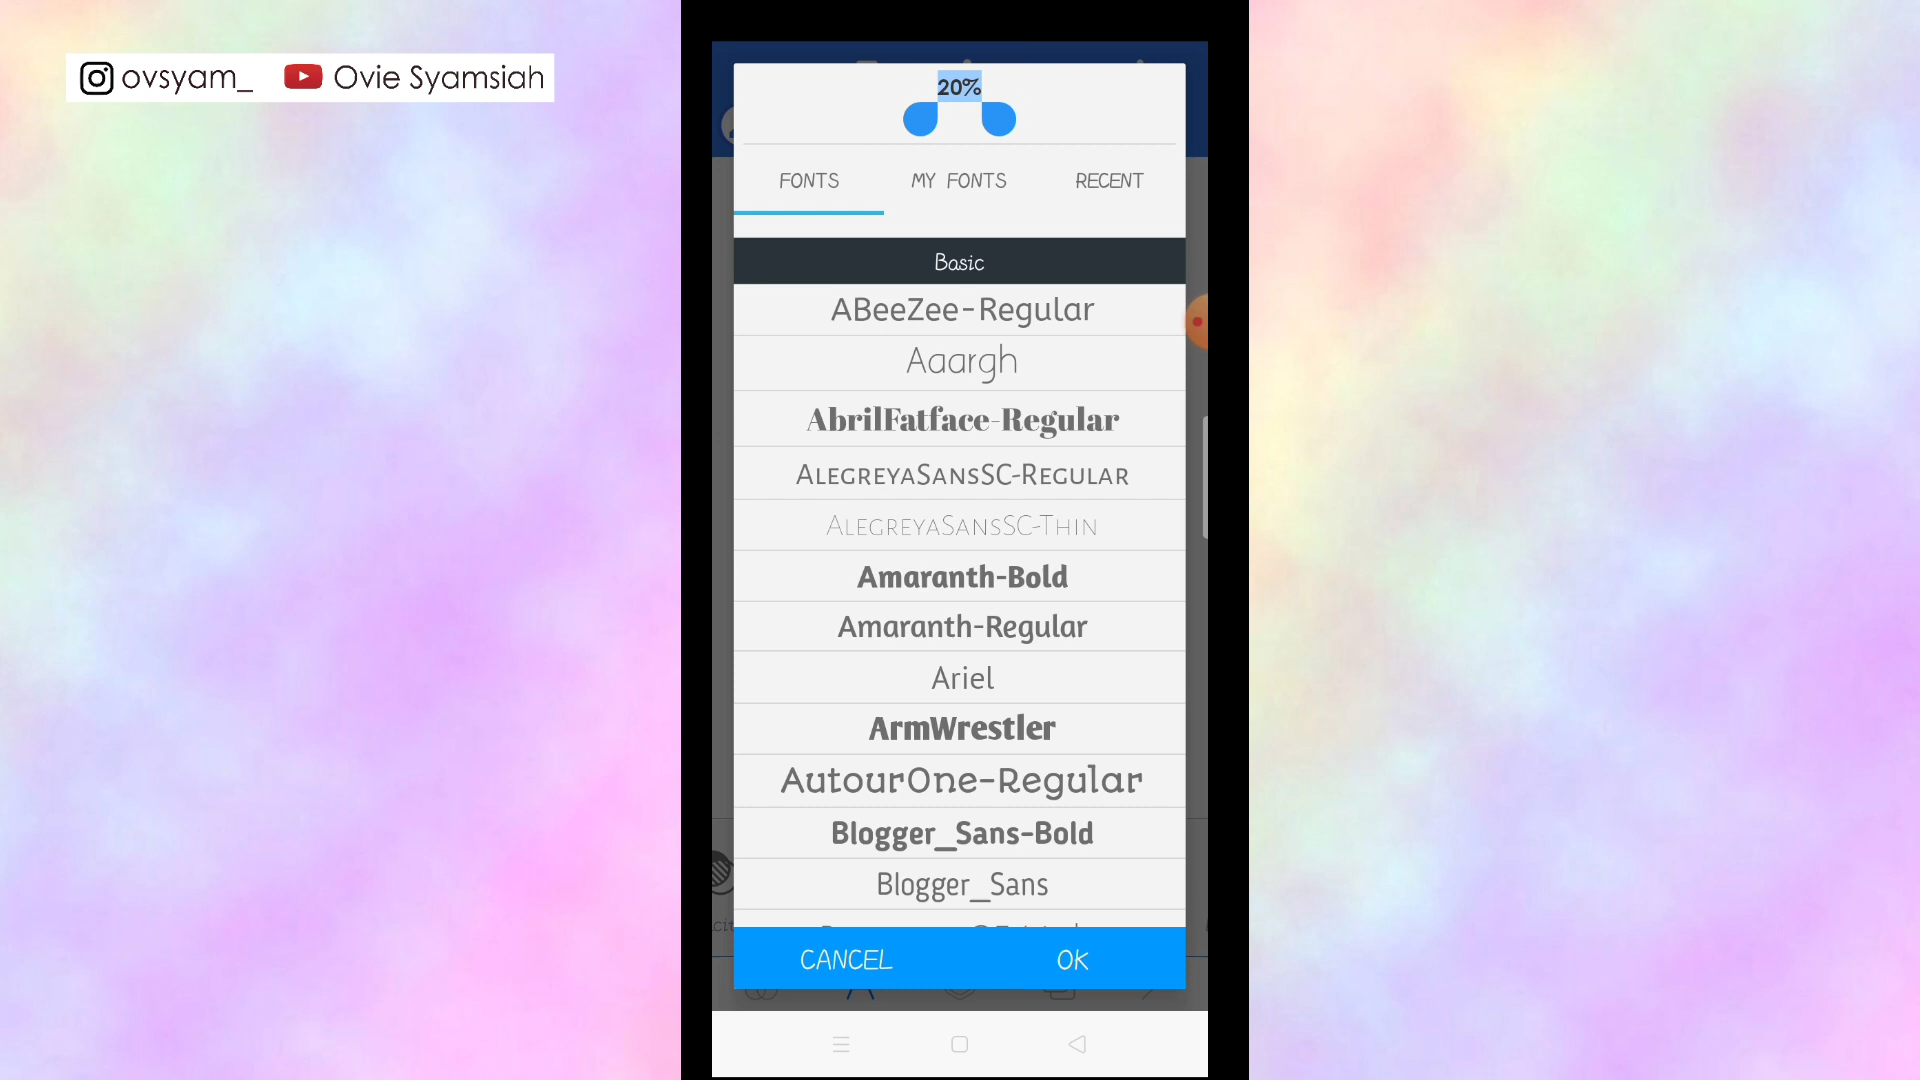 ovsyam_ Ovie Syamsiah
20%
FONTS MY FONTS RECENT
Basic
ABeeZee-Regular
Aaargh
AbrilFatface-Regular
AlegreyaSansSC-Regular
AlegreyaSansSC-Thin
Amaranth-Bold
Amaranth-Regular
Ariel
ArmWrestler
AutourOne-Regular
Blogger_Sans-Bold
Blogger_Sans
CANCEL OK